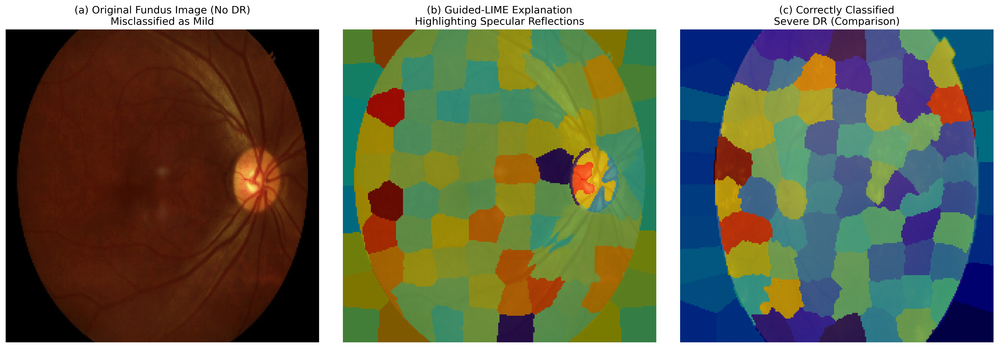 (a) Original Fundus Image (No DR)
Misclassified as Mild
(b) Guided-LIME Explanation
Highlighting Specular Reflections
(c) Correctly Classified
Severe DR (Comparison)